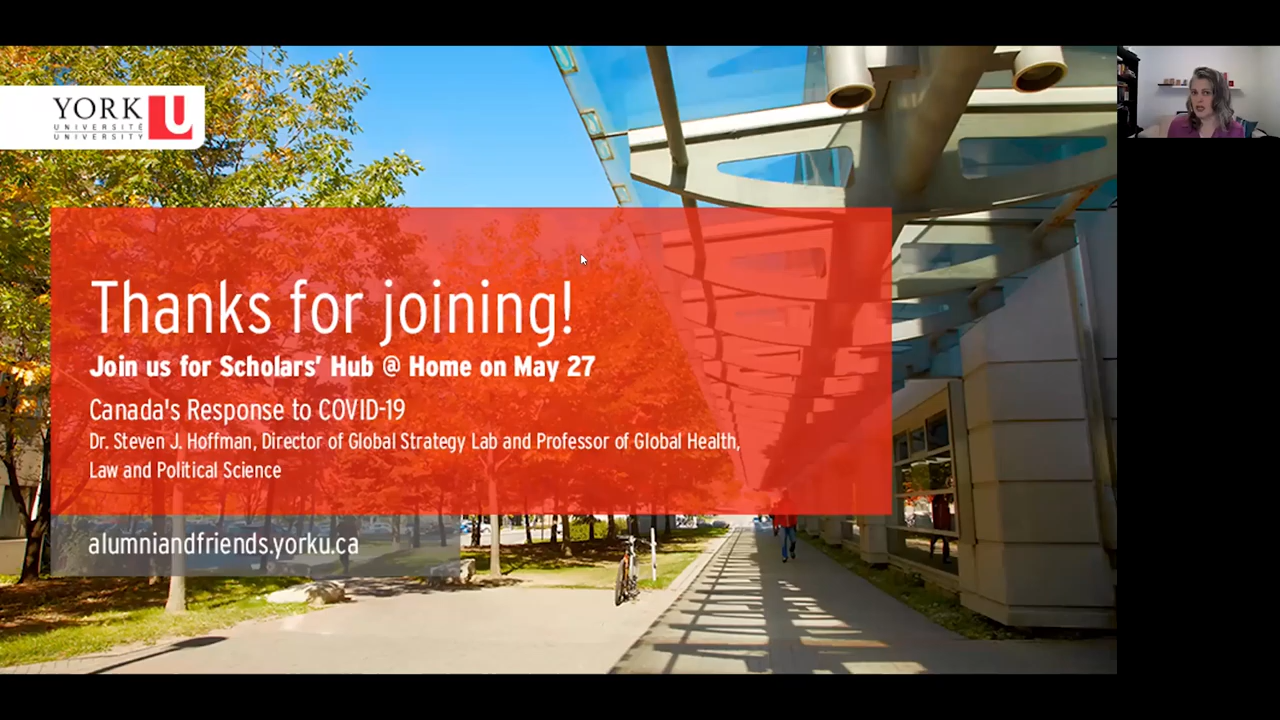 YORK U
UNIVERSITÉ
UNIVERSITY
Thanks for joining!
Join us for Scholars' Hub @ Home on May 27
Canada's Response to COVID-19
Dr. Steven J. Hoffman, Director of Global Strategy Lab and Professor of Global Health,
Law and Political Science
alumniandfriends.yorku.ca